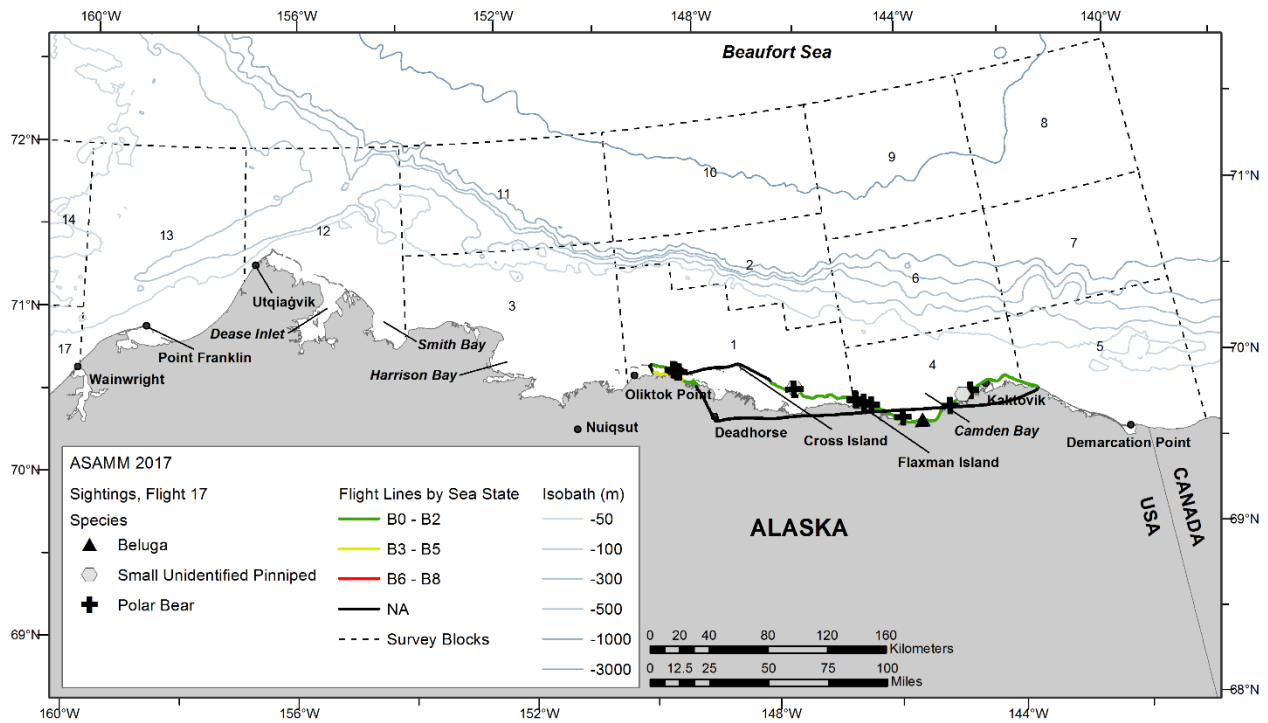 160°W
156°W
152°W
148°W
144°W
140°W
Beaufort Sea
72°N
8
9
71°N
10
11
14
13
12
7
2
6
71°N
3
Utqiaġvik
Dease Inlet
Smith Bay
Point Franklin
17
Harrison Bay
Wainwright
1
5
70°N
4
Oliktok Point
Kaktovik
Nuiqsut
Deadhorse
Cross Island
Camden Bay
Demarcation Point
Flaxman Island
70°N
ASAMM 2017
Sightings, Flight 17
Species
Beluga
Small Unidentified Pinniped
Polar Bear
Flight Lines by Sea State
B0 - B2
B3 - B5
B6 - B8
NA
Survey Blocks
Isobath (m)
-50
-100
-300
-500
-1000
-3000
ALASKA
CANADA
USA
69°N
69°N
0 20 40 80 120 160
Kilometers
0 12.5 25 50 75 100
Miles
68°N
160°W
156°W
152°W
148°W
144°W